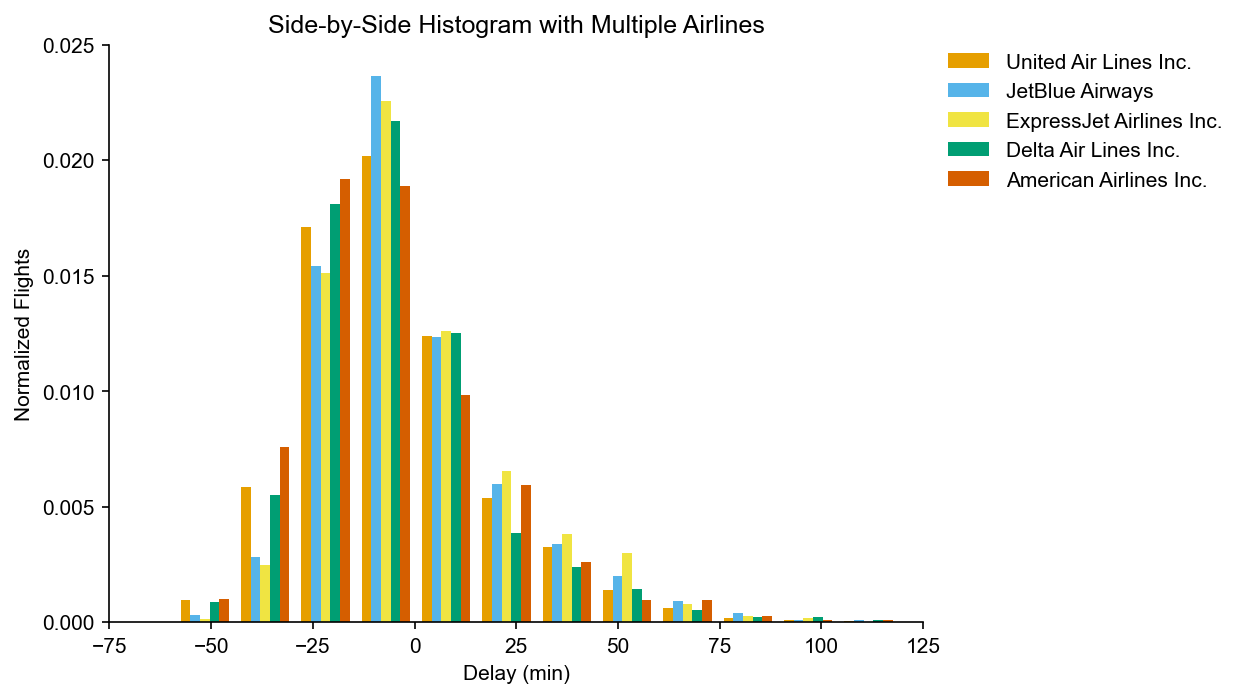 Side-by-Side Histogram with Multiple Airlines
0.025
0.020
0.015
0.010
0.005
0.000
Normalized Flights
−75 −50 −25 0 25 50 75 100 125
Delay (min)
United Air Lines Inc.
JetBlue Airways
ExpressJet Airlines Inc.
Delta Air Lines Inc.
American Airlines Inc.